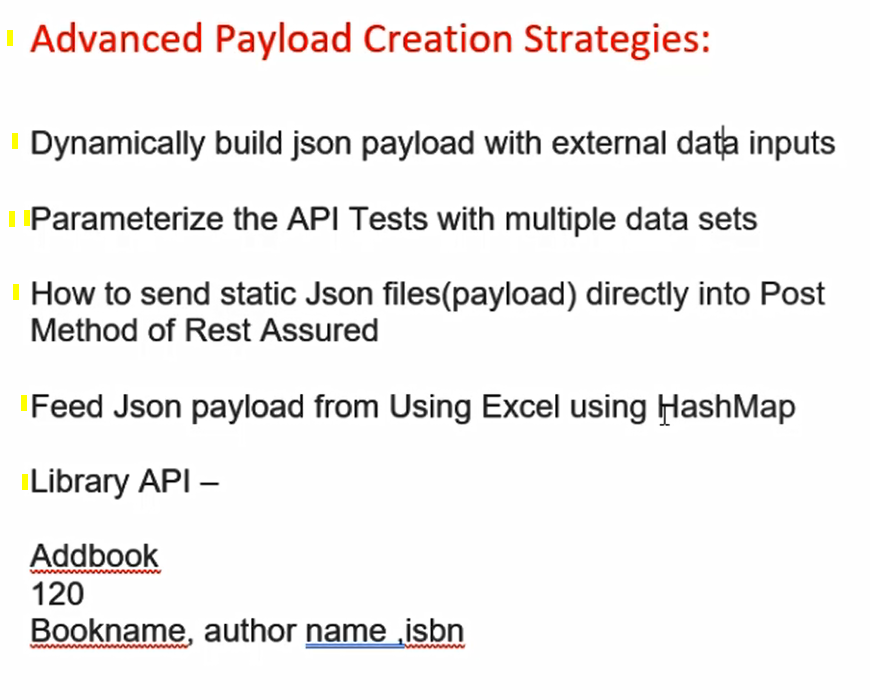 Advanced Payload Creation Strategies:
Dynamically build json payload with external data inputs
Parameterize the API Tests with multiple data sets
How to send static Json files(payload) directly into Post
Method of Rest Assured
Feed Json payload from Using Excel using HashMap
Library API –
Addbook
120
Bookname, author name ,isbn